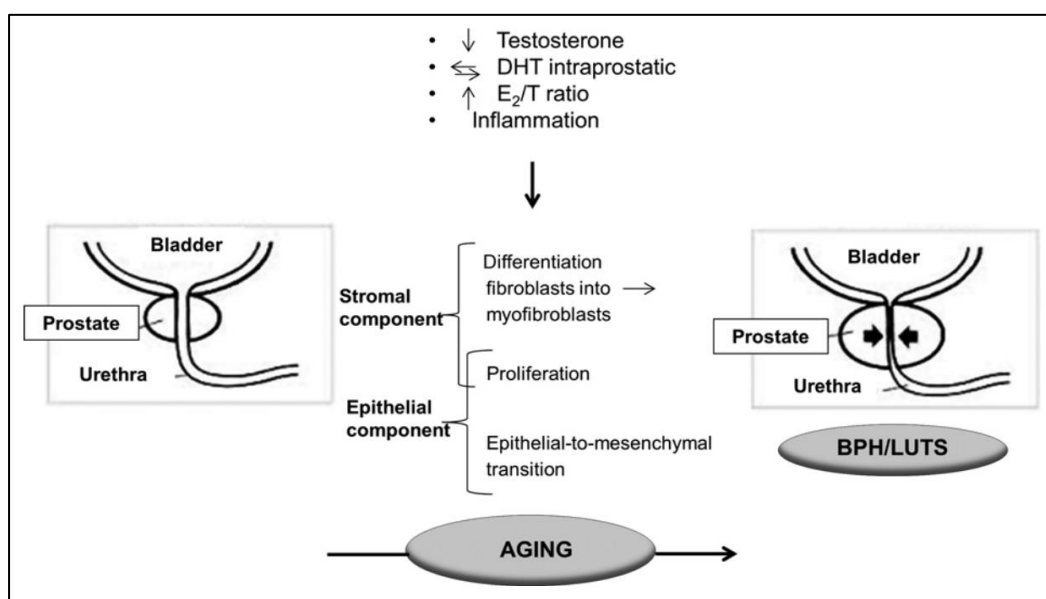 • ↓ Testosterone
• ⇆ DHT intraprostatic
• ↑ E₂/T ratio
• Inflammation
Bladder
Prostate
Urethra
Stromal
component
Differentiation
fibroblasts into →
myofibroblasts
Proliferation
Epithelial
component
Epithelial-to-mesenchymal
transition
Bladder
Prostate
Urethra
BPH/LUTS
AGING